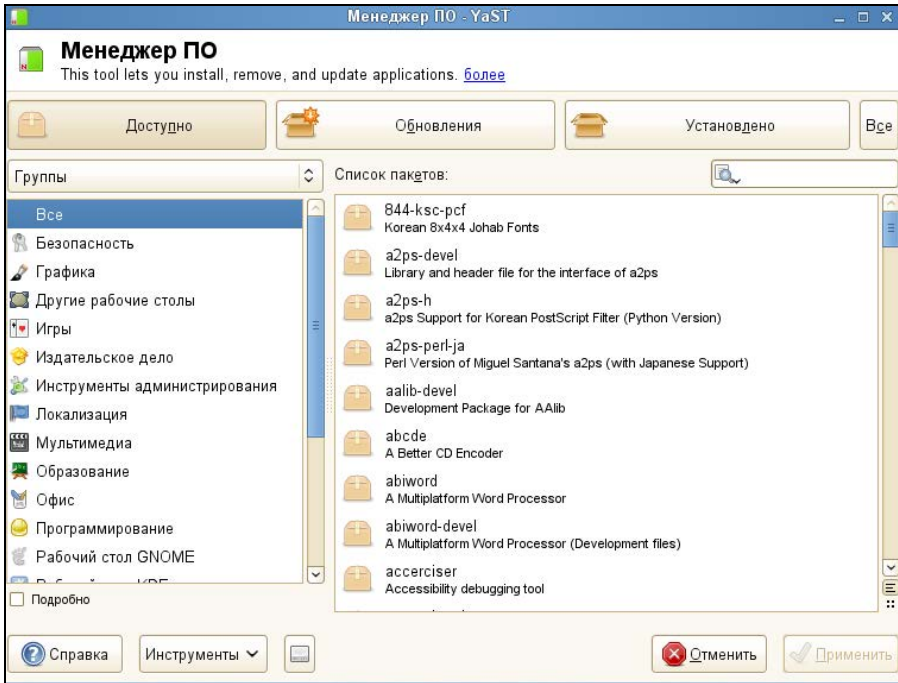 Менеджер ПО - YaST
Менеджер ПО
This tool lets you install, remove, and update applications. более
Доступно
Обновления
Установлено
Все
Группы
Список пакетов:
Все
Безопасность
Графика
Другие рабочие столы
Игры
Издательское дело
Инструменты администрирования
Локализация
Мультимедиа
Образование
Офис
Программирование
Рабочий стол GNOME
Подробно
844-ksc-pcf
Korean 8x4x4 Johab Fonts
a2ps-devel
Library and header file for the interface of a2ps
a2ps-h
a2ps Support for Korean PostScript Filter (Python Version)
a2ps-perl-ja
Perl Version of Miguel Santana's a2ps (with Japanese Support)
aalib-devel
Development Package for AAlib
abcde
A Better CD Encoder
abiword
A Multiplatform Word Processor
abiword-devel
A Multiplatform Word Processor (Development files)
accerciser
Accessibility debugging tool
Справка
Инструменты
Отменить
Применить